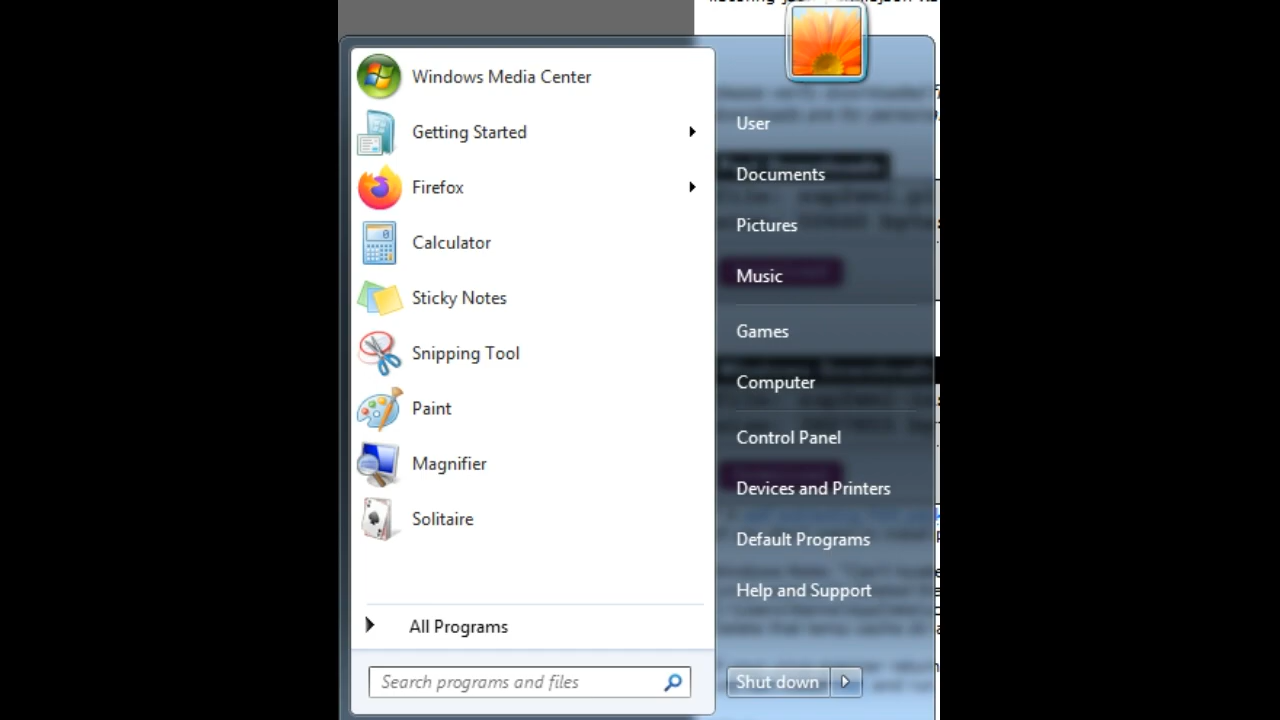 Windows Media Center
Getting Started
Firefox
Calculator
Sticky Notes
Snipping Tool
Paint
Magnifier
Solitaire
All Programs
Search programs and files
User
Documents
Pictures
Music
Games
Computer
Control Panel
Devices and Printers
Default Programs
Help and Support
Shut down